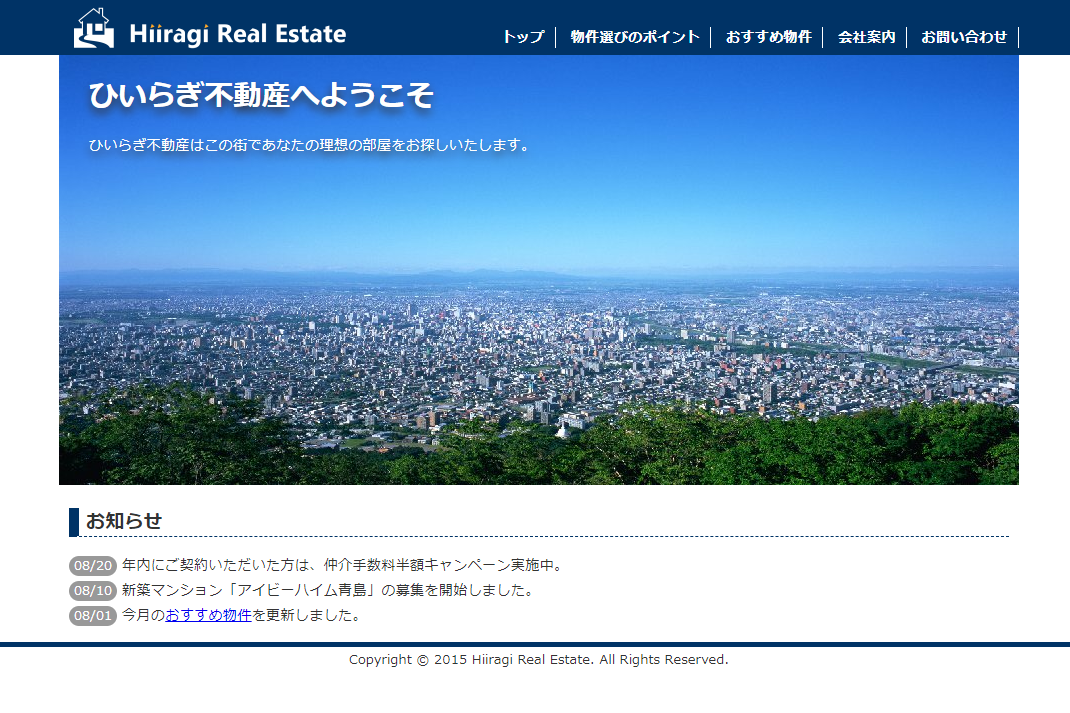 Hiiragi Real Estate
トップ 物件選びのポイント おすすめ物件 会社案内 お問い合わせ
ひいらぎ不動産へようこそ
ひいらぎ不動産はこの街であなたの理想の部屋をお探しいたします。
お知らせ
08/20 年内にご契約いただいた方は、仲介手数料半額キャンペーン実施中。
08/10 新築マンション「アイビーハイム青島」の募集を開始しました。
08/01 今月のおすすめ物件を更新しました。
Copyright © 2015 Hiiragi Real Estate. All Rights Reserved.